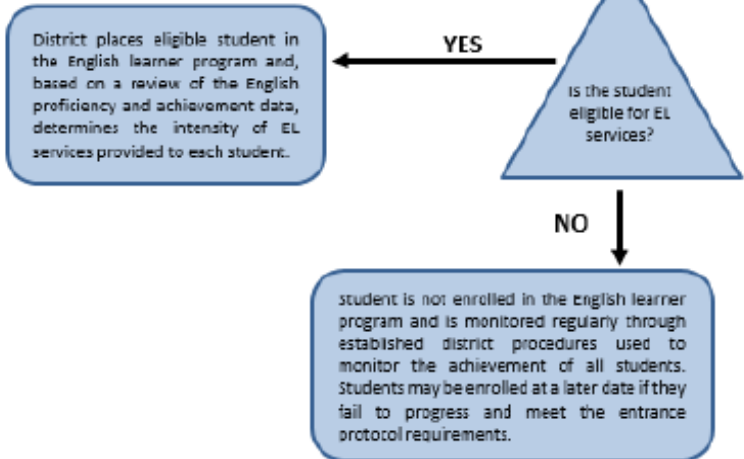 District places eligible student in
the English learner program and,
based on a review of the English
proficiency and achievement data,
determines the intensity of EL
services provided to each student.
YES
Is the student
eligible for EL
services?
NO
Student is not enrolled in the English learner
program and is monitored regularly through
established district procedures used to
monitor the achievement of all students.
Students may be enrolled at a later date if they
fail to progress and meet the entrance
protocol requirements.